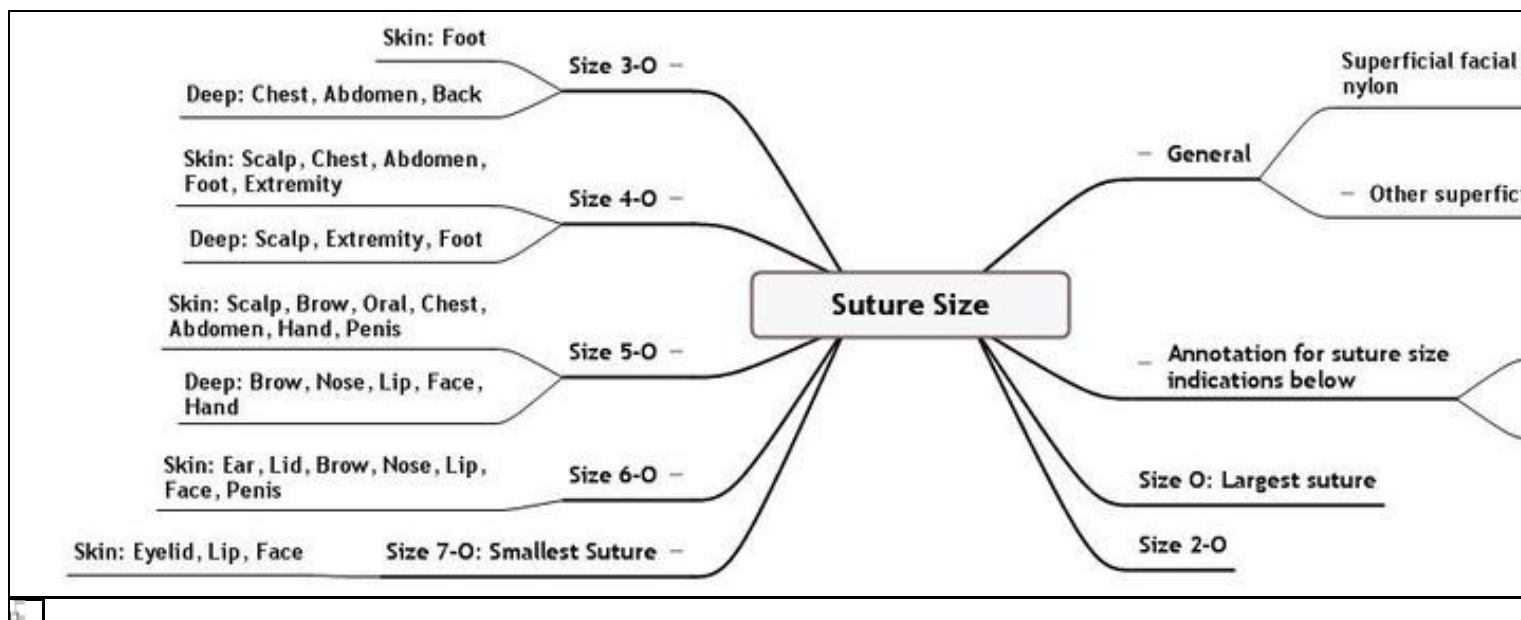 Skin: Foot
Size 3-O
Deep: Chest, Abdomen, Back
Skin: Scalp, Chest, Abdomen,
Foot, Extremity
Size 4-O
Deep: Scalp, Extremity, Foot
Skin: Scalp, Brow, Oral, Chest,
Abdomen, Hand, Penis
Size 5-O
Deep: Brow, Nose, Lip, Face,
Hand
Skin: Ear, Lid, Brow, Nose, Lip,
Face, Penis
Size 6-O
Skin: Eyelid, Lip, Face
Size 7-O: Smallest Suture
Suture Size
Superficial facial
nylon
General
Other
Annotation for suture size
indications below
Size O: Largest suture
Size 2-O